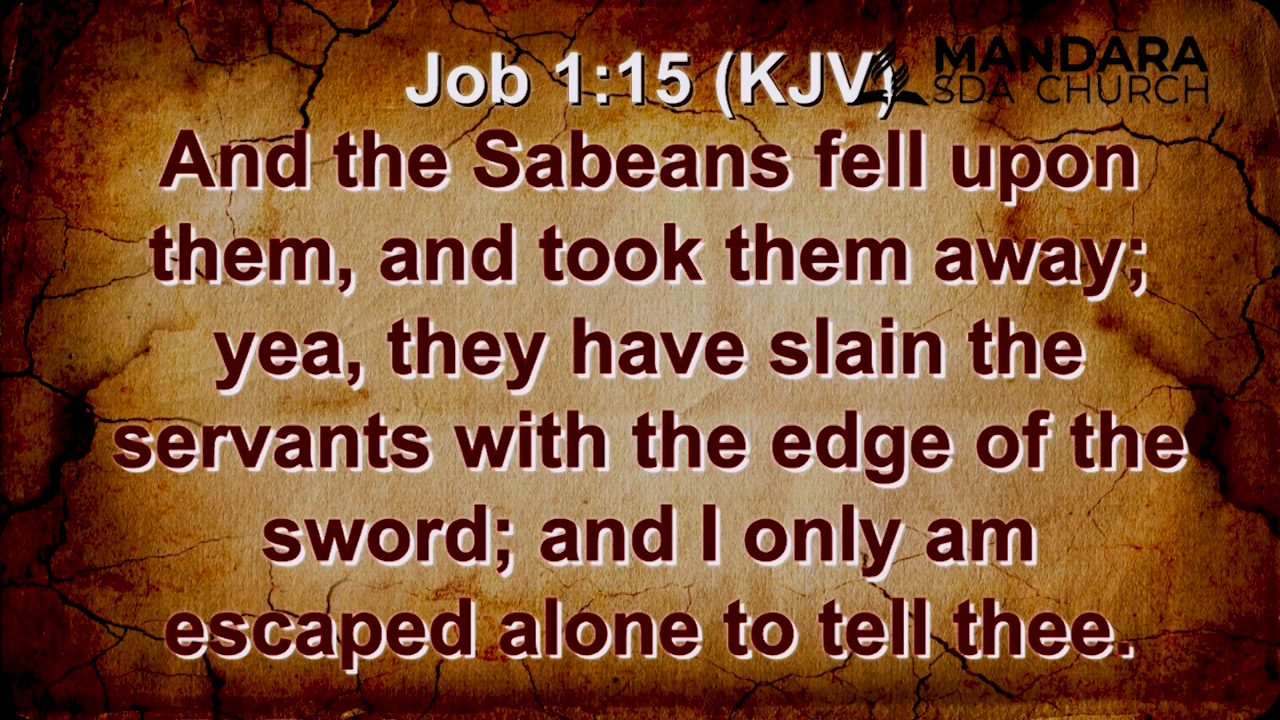 Job 1:15 (KJV)
MANDARA
SDA CHURCH
And the Sabeans fell upon
them, and took them away;
yea, they have slain the
servants with the edge of the
sword; and I only am
escaped alone to tell thee.